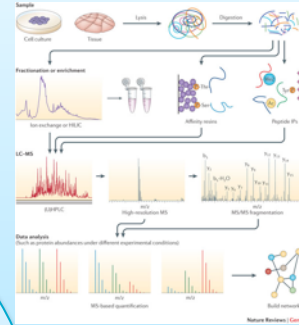 Sample
Lysis
Digestion
Cell culture
Tissue
Fractionation or enrichment
Ion exchange or HILIC
Affinity resins
Peptide IPs
LC–MS
(U)HPLC
m/z
High-resolution MS
m/z
MS/MS fragmentation
Data analysis
(Such as protein abundances under different experimental conditions)
m/z
m/z
m/z
MS-based quantification
Build network
Nature Reviews | Gen